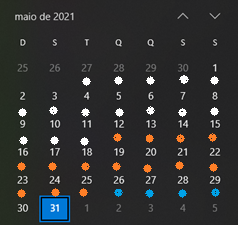 maio de 2021
D S T Q Q S S
25 26 27 28 29 30 1
2 3 4 5 6 7 8
9 10 11 12 13 14 15
16 17 18 19 20 21 22
23 24 25 26 27 28 29
30 31 1 2 3 4 5